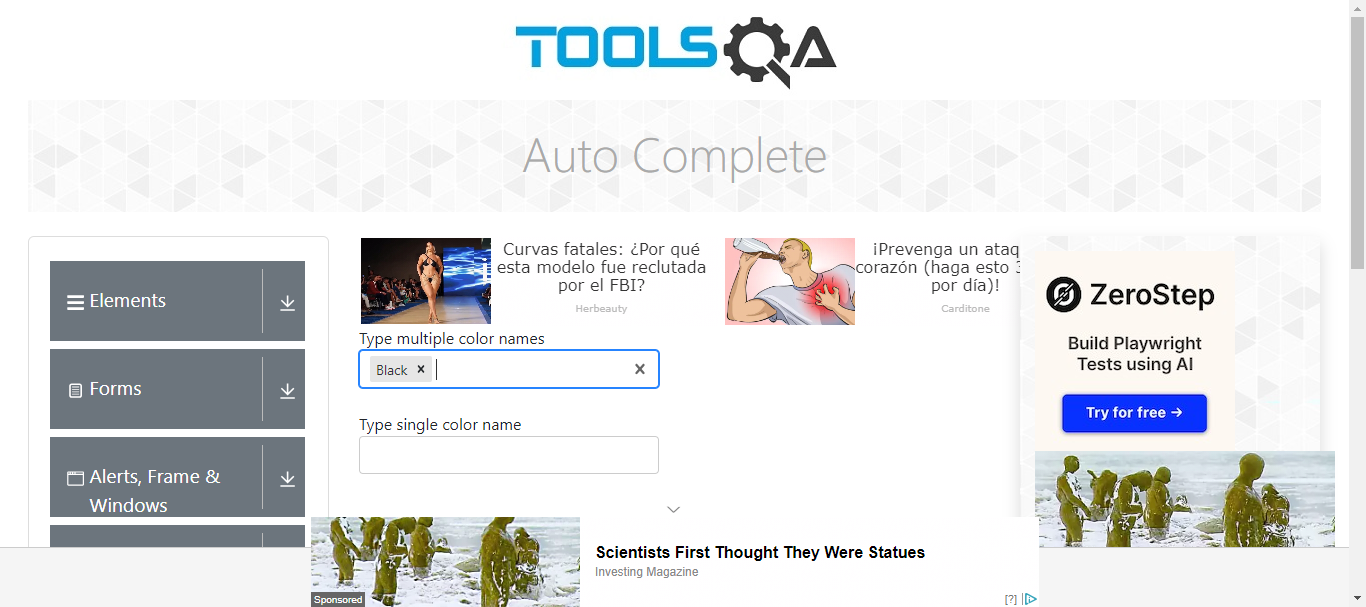 TOOLSQA
Auto Complete
Elements
Forms
Alerts, Frame &
Windows
Curvas fatales: ¿Por qué
esta modelo fue reclutada
por el FBI?
Herbeauty
¡Prevenga un ataq
corazón (haga esto 3
por día)!
Carditone
Type multiple color names
Black ×
×
Type single color name
ZeroStep
Build Playwright
Tests using AI
Try for free →
Sponsored
Scientists First Thought They Were Statues
Investing Magazine
[?]